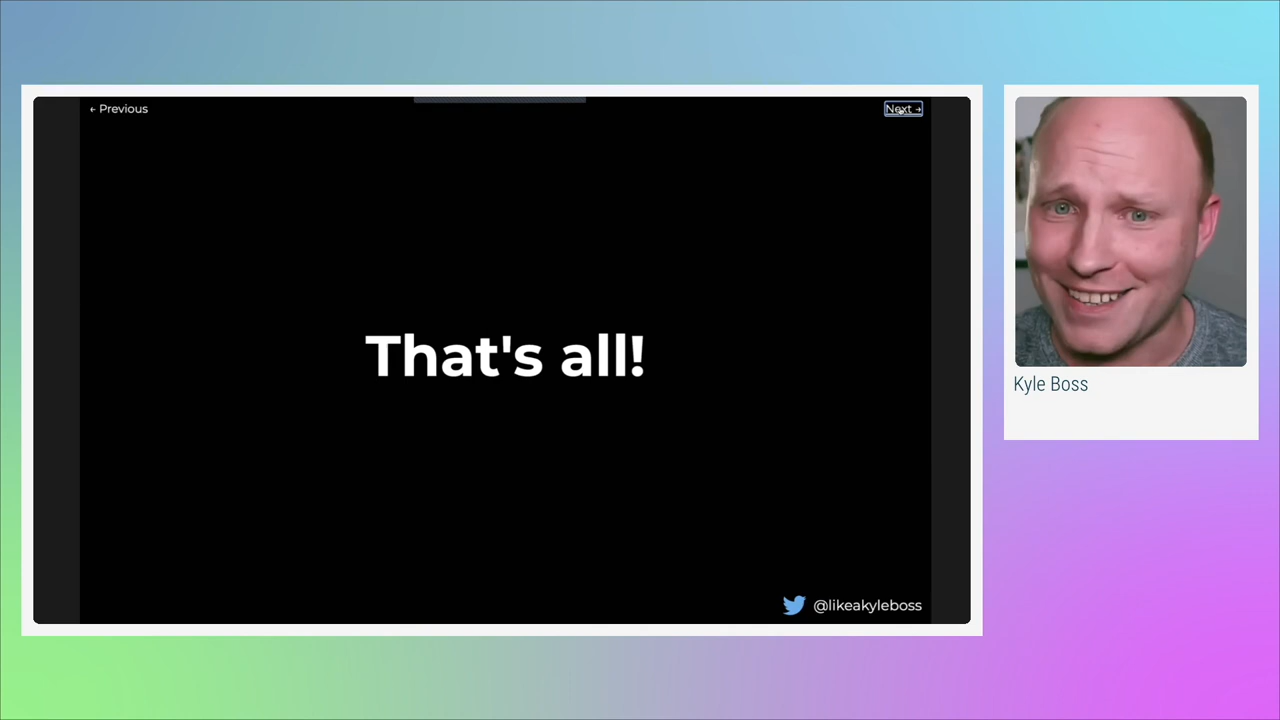 ← Previous
Next →
That's all!
@likeakyleboss
Kyle Boss